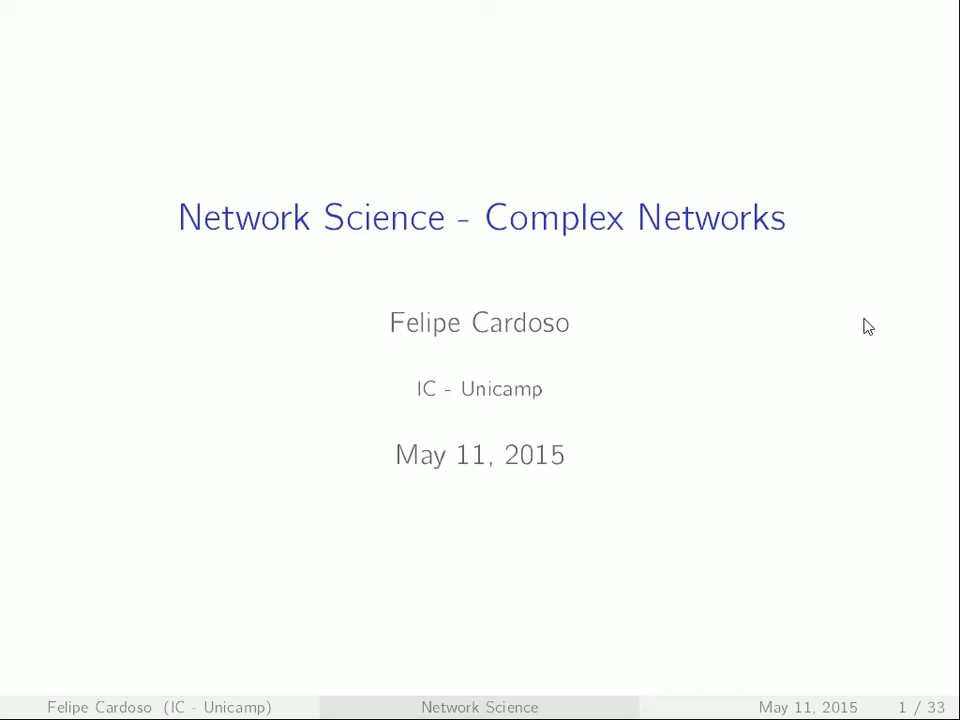 Network Science - Complex Networks
Felipe Cardoso
IC - Unicamp
May 11, 2015
Felipe Cardoso (IC - Unicamp) Network Science May 11, 2015 1 / 33